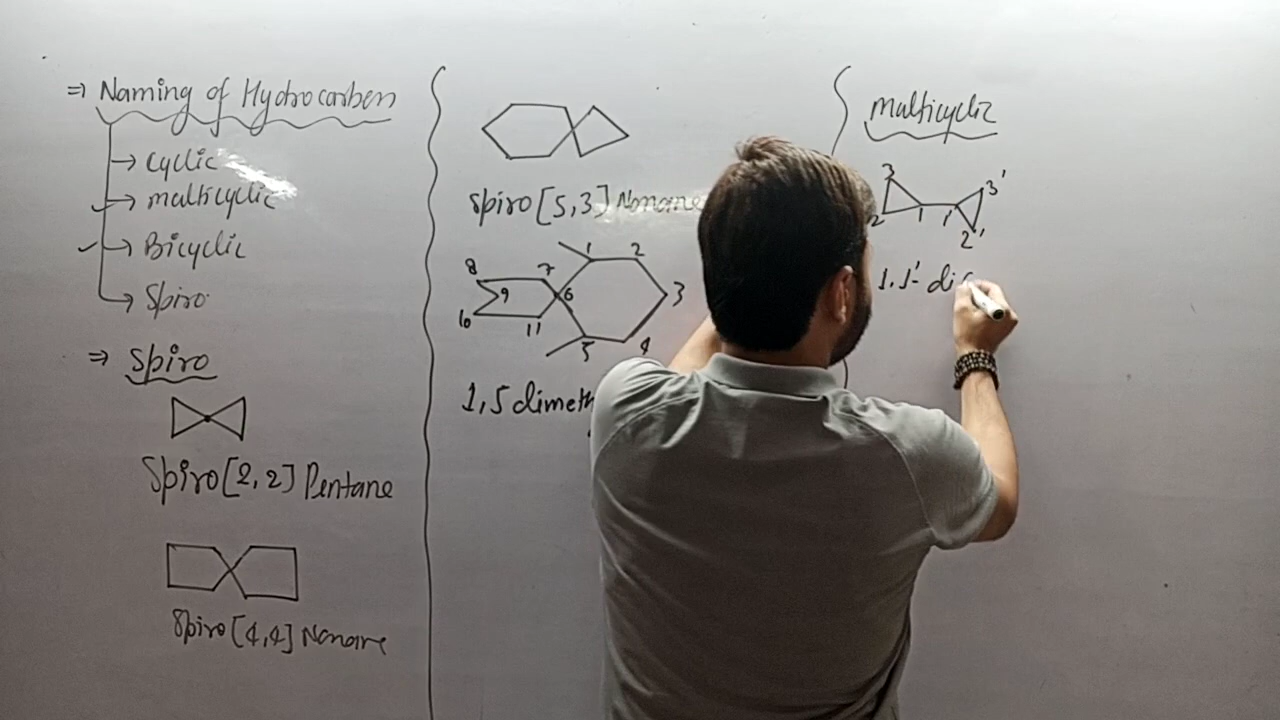 ⇒ Naming of Hydrocarben
→ Cyclic
→ multicyclic
✓ → Bicyclic
→ Spiro
⇒ Spiro
Spiro [2,2] Pentane
Spiro [4,4] Nonane
Spiro [5,3] Nonane
1 2 3 4 5 6 7 8 9 10 11
1,5 dimeth
multicyclic
3 2 1 1' 2' 3'
1,1'- dic